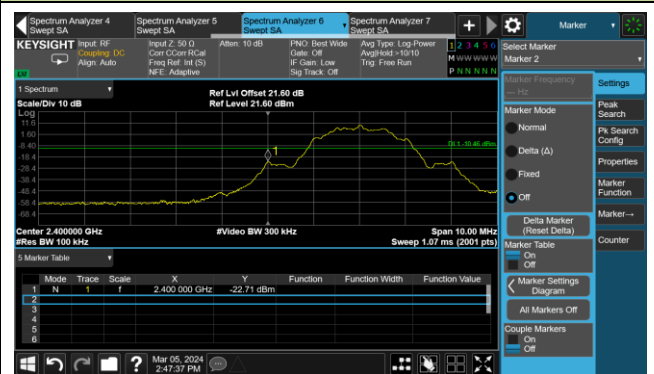 Spectrum Analyzer 4
Swept SA
Spectrum Analyzer 5
Swept SA
Spectrum Analyzer 6
Swept SA
Spectrum Analyzer 7
Swept SA
Marker
KEYSIGHT
Input: RF
Coupling: DC
Align: Auto
Input Z: 50 Ω
Corr CCorr RCal
Freq Ref: Int (S)
NFE: Adaptive
Atten: 10 dB
PNO: Best Wide
Gate: Off
IF Gain: Low
Sig Track: Off
Avg Type: Log-Power
Avg|Hold:>10/10
Trig: Free Run
1 2 3 4 5 6
M W W W W W
P N N N N N
LXI
Select Marker
Marker 2
1 Spectrum
Scale/Div 10 dB
Ref Lvl Offset 21.60 dB
Ref Level 21.60 dBm
Log
11.6
1.60
-8.40
-18.4
-28.4
-38.4
-48.4
-58.4
-68.4
1
DL1 -10.46 dBm
Center 2.400000 GHz
#Res BW 100 kHz
#Video BW 300 kHz
Span 10.00 MHz
Sweep 1.07 ms (2001 pts)
5 Marker Table
Mode Trace Scale X Y Function Function Width Function Value
1 N 1 f 2.400 000 GHz -22.71 dBm
2
3
4
5
6
Marker Frequency
--- Hz
Marker Mode
Normal
Delta (Δ)
Fixed
Off
Delta Marker
(Reset Delta)
Marker Table
On
Off
Marker Settings
Diagram
All Markers Off
Couple Markers
On
Off
Settings
Peak
Search
Pk Search
Config
Properties
Marker
Function
Marker→
Counter
?
Mar 05, 2024
2:47:37 PM